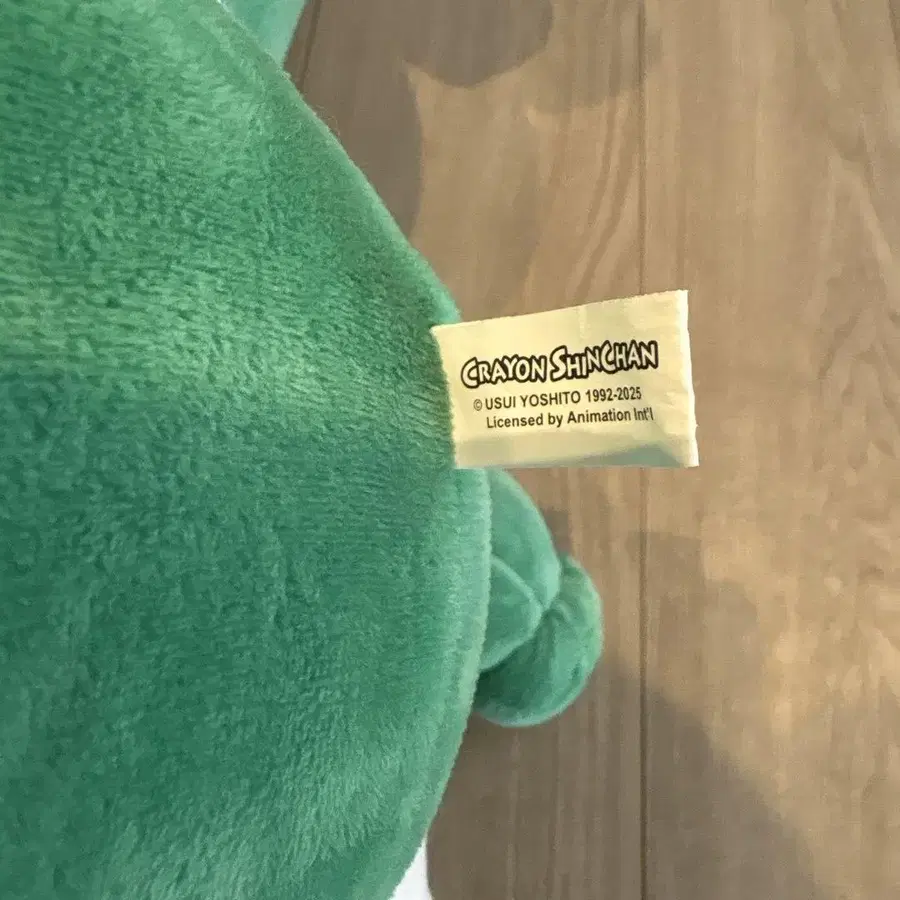 CRAYON SHINCHAN
© USUI YOSHITO 1992-2025
Licensed by Animation Int'l